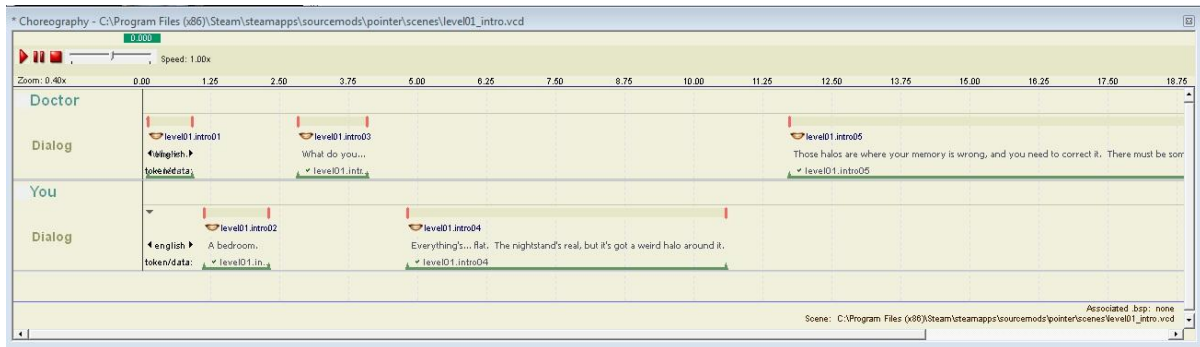 * Choreography - C:\Program Files (x86)\Steam\steamapps\sourcemods\pointer\scenes\level01_intro.vcd
0.000
Speed: 1.00x
Zoom: 0.40x 0.00 1.25 2.50 3.75 5.00 6.25 7.50 8.75 10.00 11.25 12.50 13.75 15.00 16.25 17.50 18.75
Doctor
level01.intro01 level01.intro03 level01.intro05
Dialog
What do you... Those halos are where your memory is wrong, and you need to correct it. There must be som
level01.intr level01.intro05
You
level01.intro02 level01.intro04
Dialog
english A bedroom. Everything's... flat. The nightstand's real, but it's got a weird halo around it.
token/data: level01.in.. level01.intro04
Associated .bsp: none
Scene: C:\Program Files (x86)\Steam\steamapps\sourcemods\pointer\scenes\level01_intro.vcd